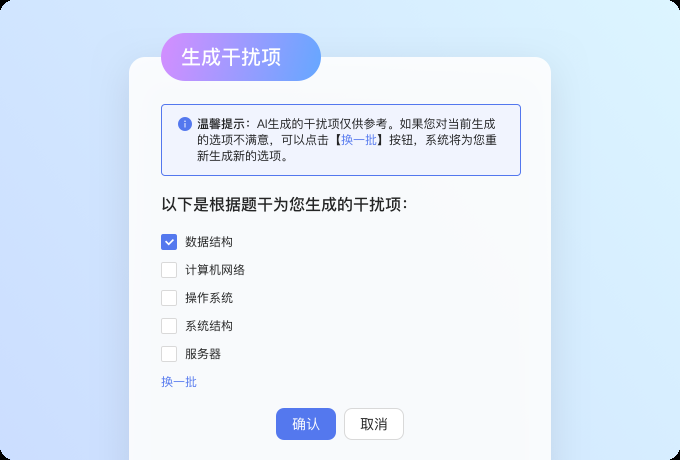 生成干扰项
温馨提示：AI生成的干扰项仅供参考。如果您对当前生成
的选项不满意，可以点击【换一批】按钮，系统将为您重
新生成新的选项。
以下是根据题干为您生成的干扰项：
数据结构
计算机网络
操作系统
系统结构
服务器
换一批
确认
取消